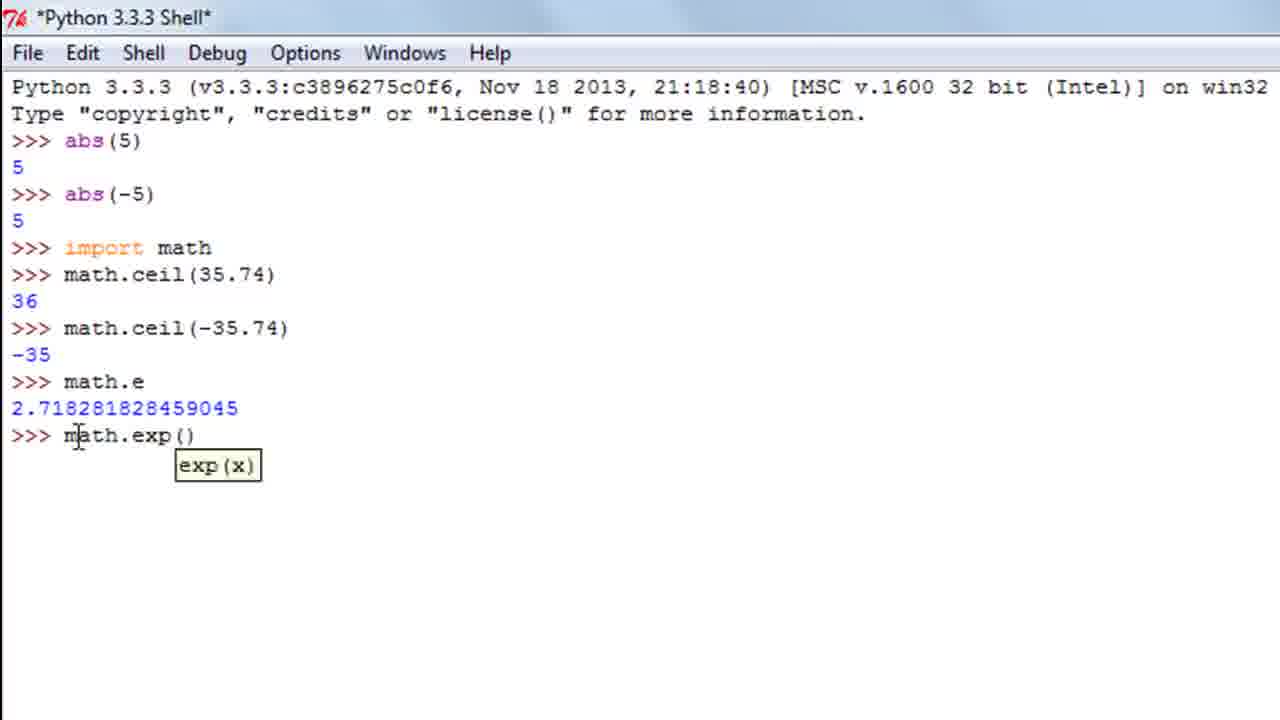 *Python 3.3.3 Shell*
File Edit Shell Debug Options Windows Help
Python 3.3.3 (v3.3.3:c3896275c0f6, Nov 18 2013, 21:18:40) [MSC v.1600 32 bit (Intel)] on win32
Type "copyright", "credits" or "license()" for more information.
>>> abs(5)
5
>>> abs(-5)
5
>>> import math
>>> math.ceil(35.74)
36
>>> math.ceil(-35.74)
-35
>>> math.e
2.718281828459045
>>> math.exp()
exp(x)